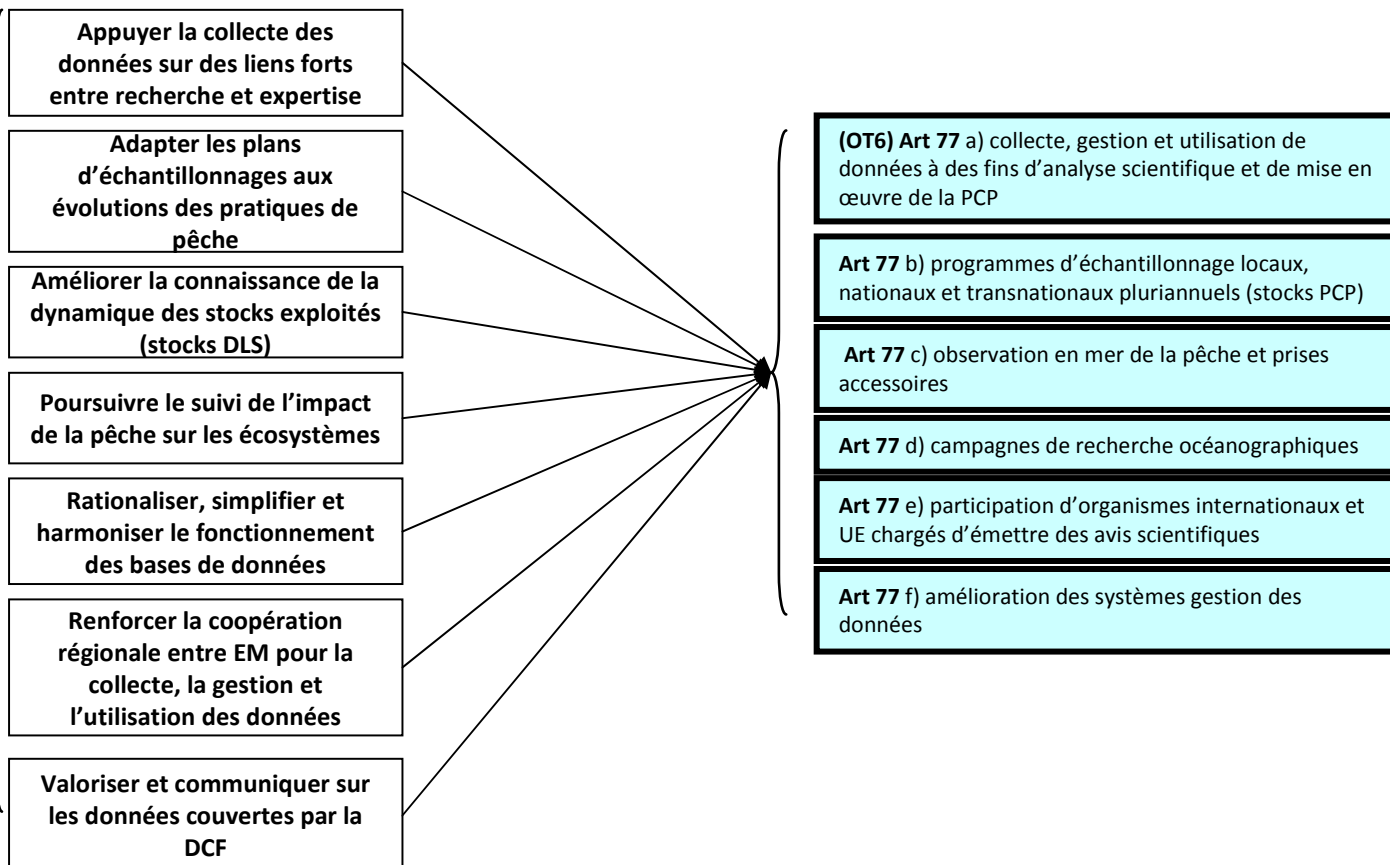 Appuyer la collecte des
données sur des liens forts
entre recherche et expertise
Adapter les plans
d’échantillonnages aux
évolutions des pratiques de
pêche
Améliorer la connaissance de la
dynamique des stocks exploités
(stocks DLS)
Poursuivre le suivi de l’impact
de la pêche sur les écosystèmes
Rationaliser, simplifier et
harmoniser le fonctionnement
des bases de données
Renforcer la coopération
régionale entre EM pour la
collecte, la gestion et
l’utilisation des données
Valoriser et communiquer sur
les données couvertes par la
DCF
(OT6) Art 77 a) collecte, gestion et utilisation de
données à des fins d’analyse scientifique et de mise en
œuvre de la PCP
Art 77 b) programmes d’échantillonnage locaux,
nationaux et transnationaux pluriannuels (stocks PCP)
Art 77 c) observation en mer de la pêche et prises
accessoires
Art 77 d) campagnes de recherche océanographiques
Art 77 e) participation d’organismes internationaux et
UE chargés d’émettre des avis scientifiques
Art 77 f) amélioration des systèmes gestion des
données